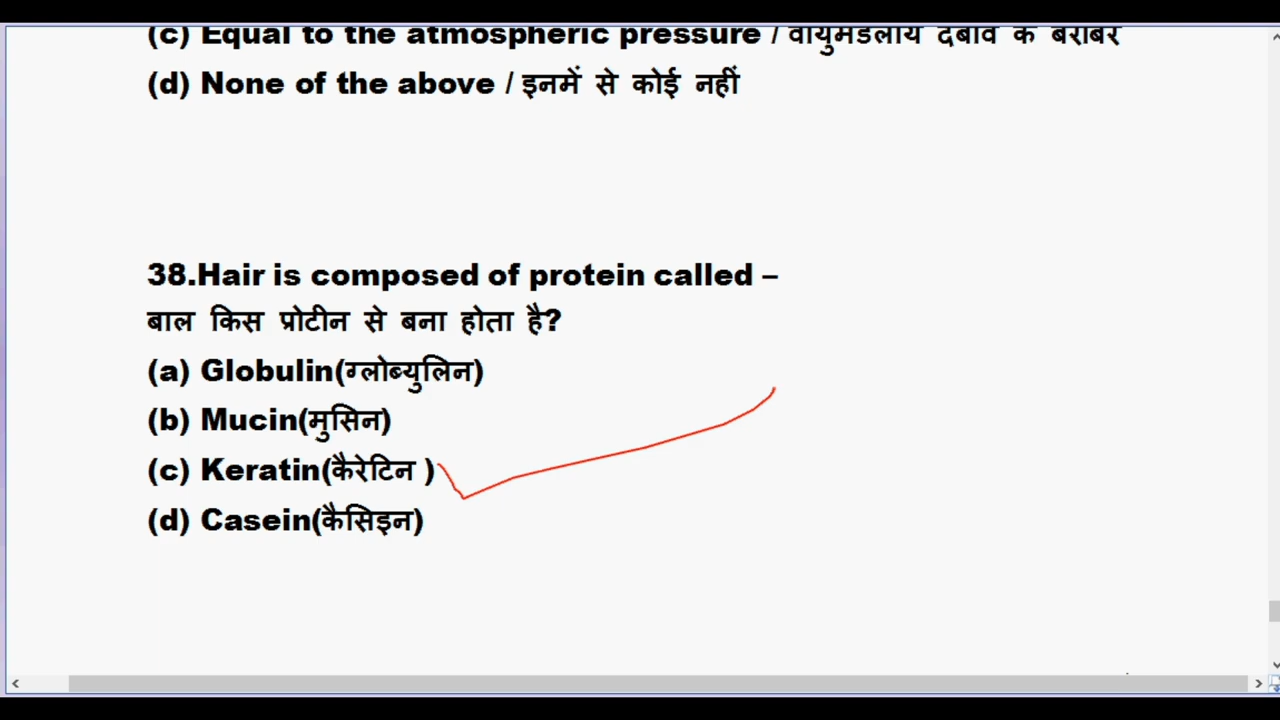 (c) Equal to the atmospheric pressure / वायुमंडलीय दबाव के बराबर
(d) None of the above / इनमें से कोई नहीं
38.Hair is composed of protein called –
बाल किस प्रोटीन से बना होता है?
(a) Globulin(ग्लोब्युलिन)
(b) Mucin(मुसिन)
(c) Keratin(कैरेटिन )
(d) Casein(कैसिइन)